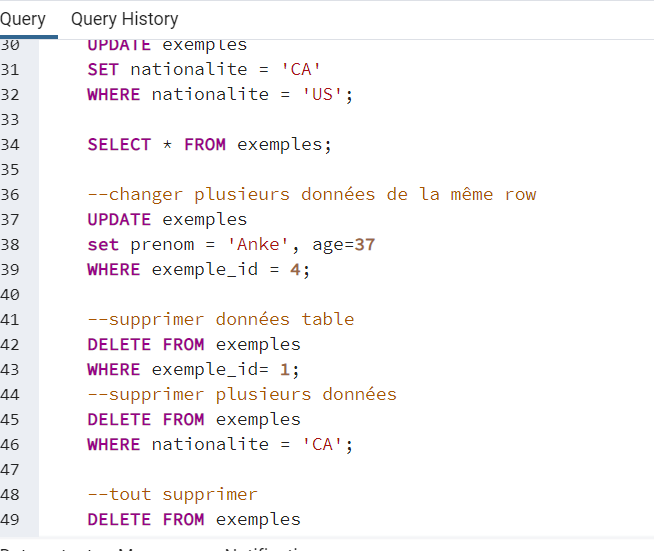 Query Query History
30 UPDATE exemples
31 SET nationalite = 'CA'
32 WHERE nationalite = 'US';
33
34 SELECT * FROM exemples;
35
36 --changer plusieurs données de la même row
37 UPDATE exemples
38 set prenom = 'Anke', age=37
39 WHERE exemple_id = 4;
40
41 --supprimer données table
42 DELETE FROM exemples
43 WHERE exemple_id= 1;
44 --supprimer plusieurs données
45 DELETE FROM exemples
46 WHERE nationalite = 'CA';
47
48 --tout supprimer
49 DELETE FROM exemples